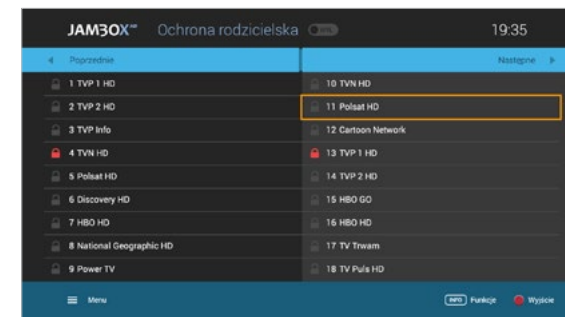 JAMBOX Ochrona rodzicielska 19:35
Poprzednie Następne
1 TVP 1 HD
2 TVP 2 HD
3 TVP Info
4 TVN HD
5 Polsat HD
6 Discovery HD
7 HBO HD
8 National Geographic HD
9 Power TV
10 TVN HD
11 Polsat HD
12 Cartoon Network
13 TVP 1 HD
14 TVP 2 HD
15 HBO GO
16 HBO HD
17 TV Trwam
18 TV Puls HD
Menu INFO Funkcje Wyjście